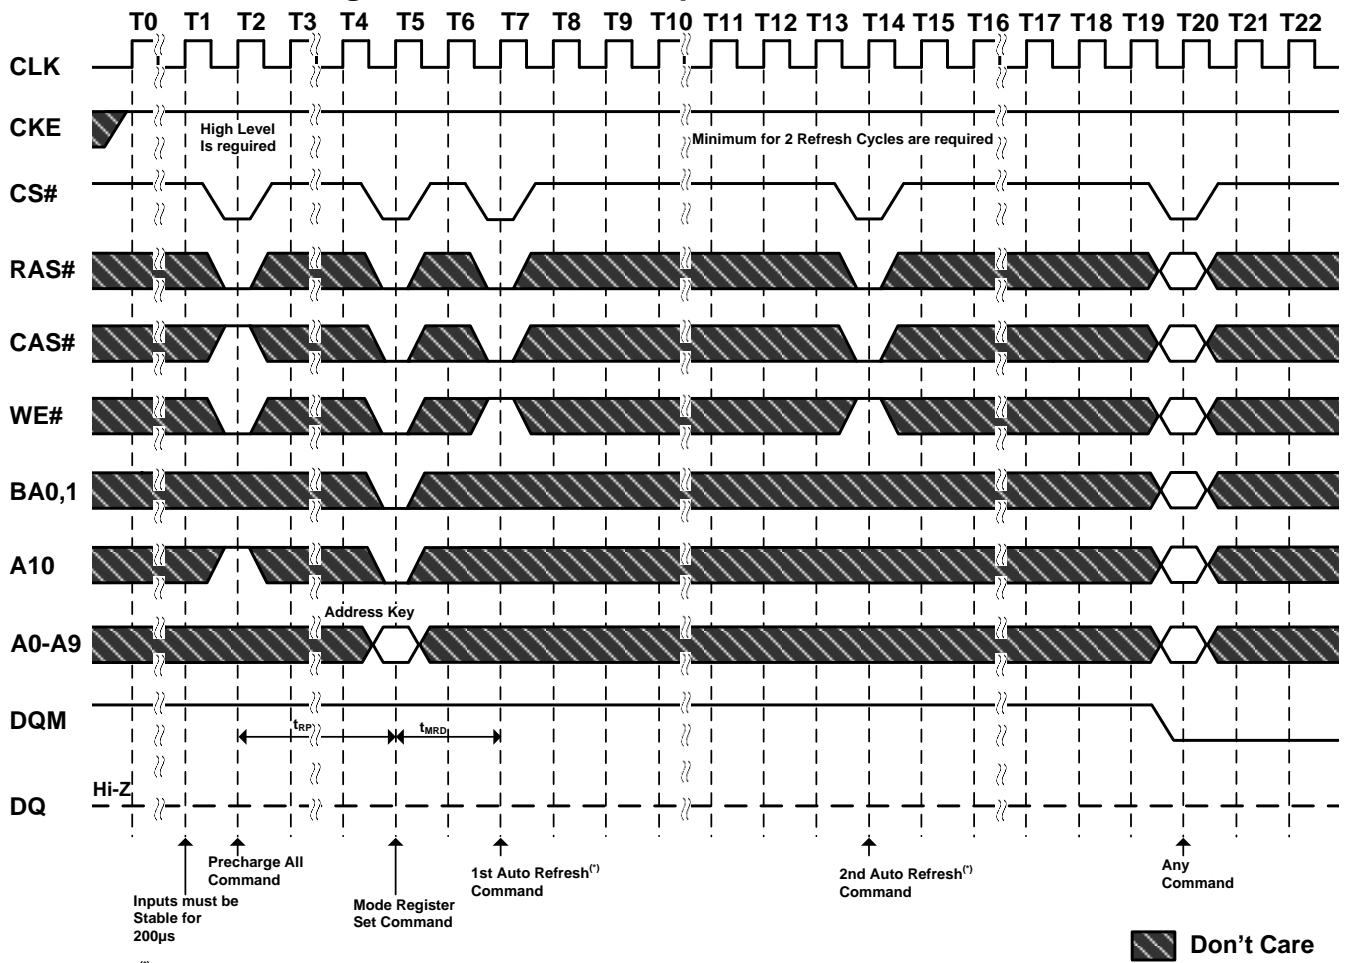 T0 T1 T2 T3 T4 T5 T6 T7 T8 T9 T10 T11 T12 T13 T14 T15 T16 T17 T18 T19 T20 T21 T22
CLK
CKE
High Level
Is reguired
Minimum for 2 Refresh Cycles are required
CS#
RAS#
CAS#
WE#
BA0,1
A10
Address Key
A0-A9
DQM
tRP
tMRD
Hi-Z
DQ
Precharge All
Command
Inputs must be
Stable for
200µs
Mode Register
Set Command
1st Auto Refresh(*)
Command
2nd Auto Refresh(*)
Command
Any
Command
Don't Care